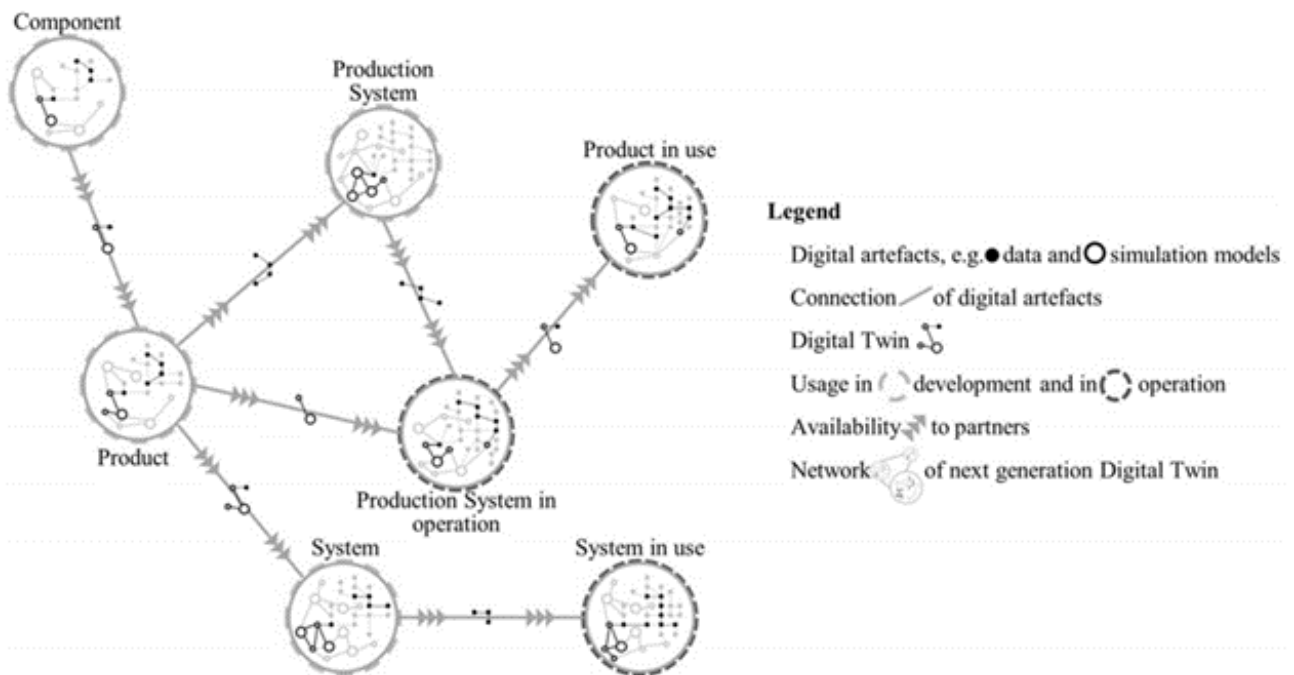 Component
Production
System
Product in use
Product
Production System in
operation
System
System in use
Legend
Digital artefacts, e.g. data and simulation models
Connection of digital artefacts
Digital Twin
Usage in development and in operation
Availability to partners
Network of next generation Digital Twin